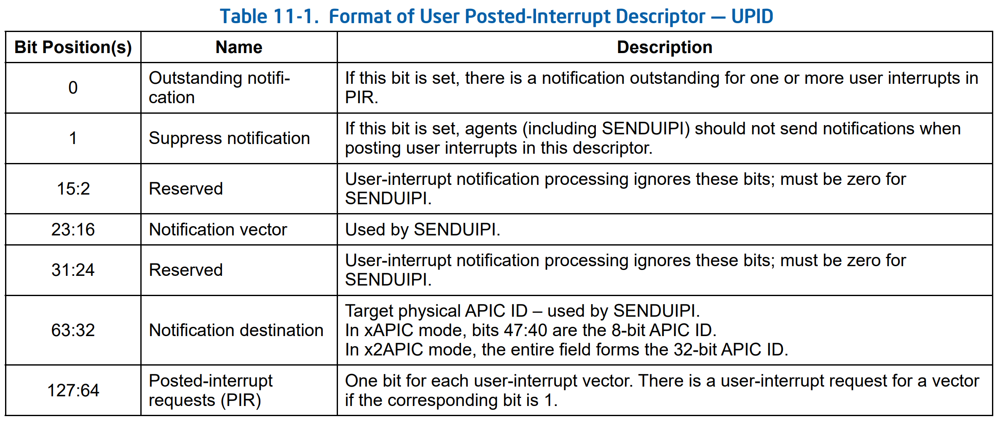 Table 11-1. Format of User Posted-Interrupt Descriptor — UPID
Bit Position(s) Name Description
0 Outstanding notifi-
cation
If this bit is set, there is a notification outstanding for one or more user interrupts in
PIR.
1 Suppress notification
If this bit is set, agents (including SENDUIPI) should not send notifications when
posting user interrupts in this descriptor.
15:2 Reserved
User-interrupt notification processing ignores these bits; must be zero for
SENDUIPI.
23:16 Notification vector Used by SENDUIPI.
31:24 Reserved
User-interrupt notification processing ignores these bits; must be zero for
SENDUIPI.
63:32 Notification destination
Target physical APIC ID – used by SENDUIPI.
In xAPIC mode, bits 47:40 are the 8-bit APIC ID.
In x2APIC mode, the entire field forms the 32-bit APIC ID.
127:64 Posted-interrupt
requests (PIR)
One bit for each user-interrupt vector. There is a user-interrupt request for a vector
if the corresponding bit is 1.